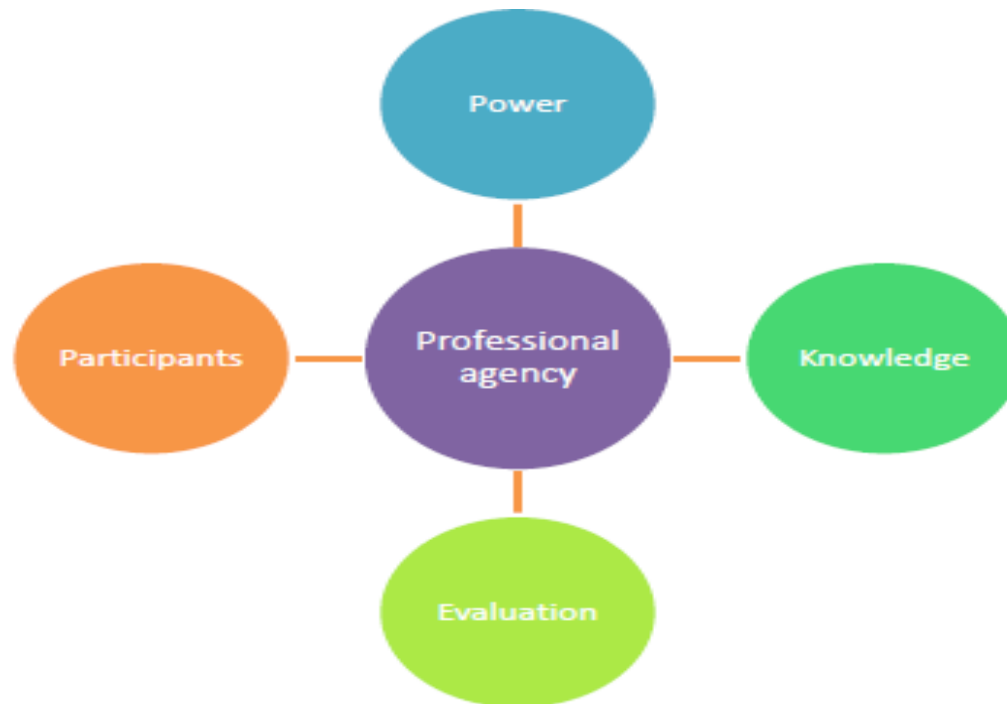 Power
Participants
Professional
agency
Knowledge
Evaluation